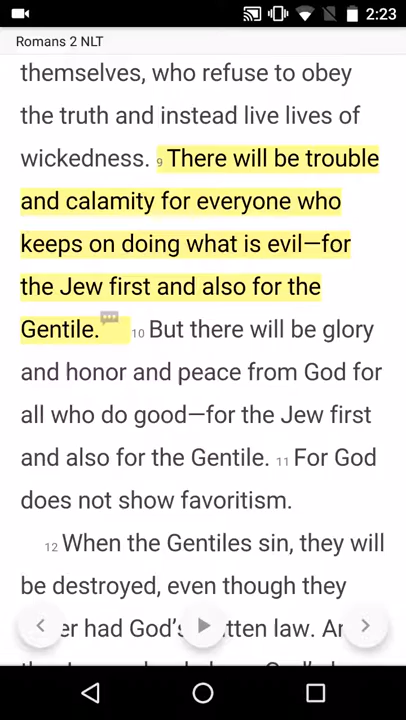 2:23
Romans 2 NLT
themselves, who refuse to obey
the truth and instead live lives of
wickedness. 9 There will be trouble
and calamity for everyone who
keeps on doing what is evil—for
the Jew first and also for the
Gentile. 10 But there will be glory
and honor and peace from God for
all who do good—for the Jew first
and also for the Gentile. 11 For God
does not show favoritism.
12 When the Gentiles sin, they will
be destroyed, even though they
had God's law.